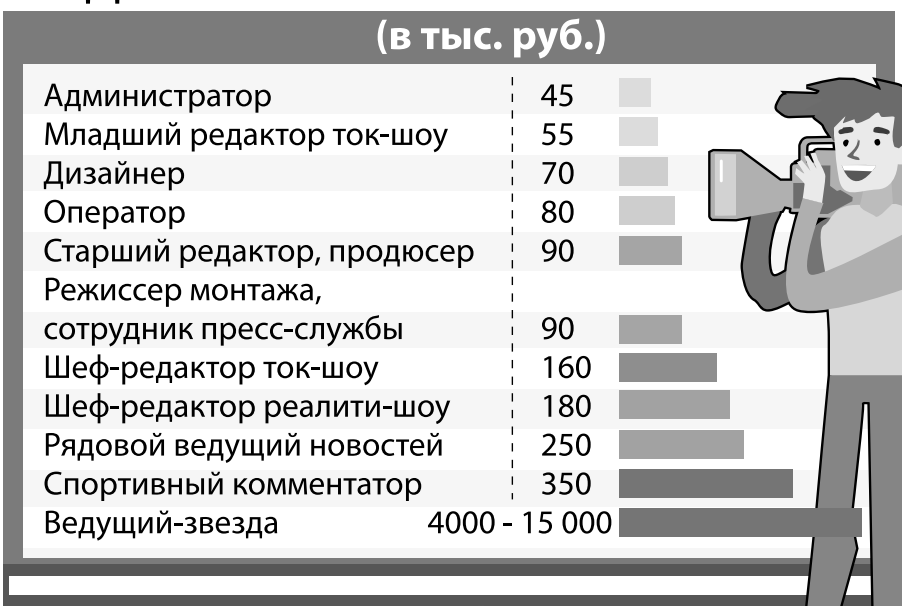 (в тыс. руб.)
Администратор 45
Младший редактор ток-шоу 55
Дизайнер 70
Оператор 80
Старший редактор, продюсер 90
Режиссер монтажа,
сотрудник пресс-службы 90
Шеф-редактор ток-шоу 160
Шеф-редактор реалити-шоу 180
Рядовой ведущий новостей 250
Спортивный комментатор 350
Ведущий-звезда 4000 - 15 000